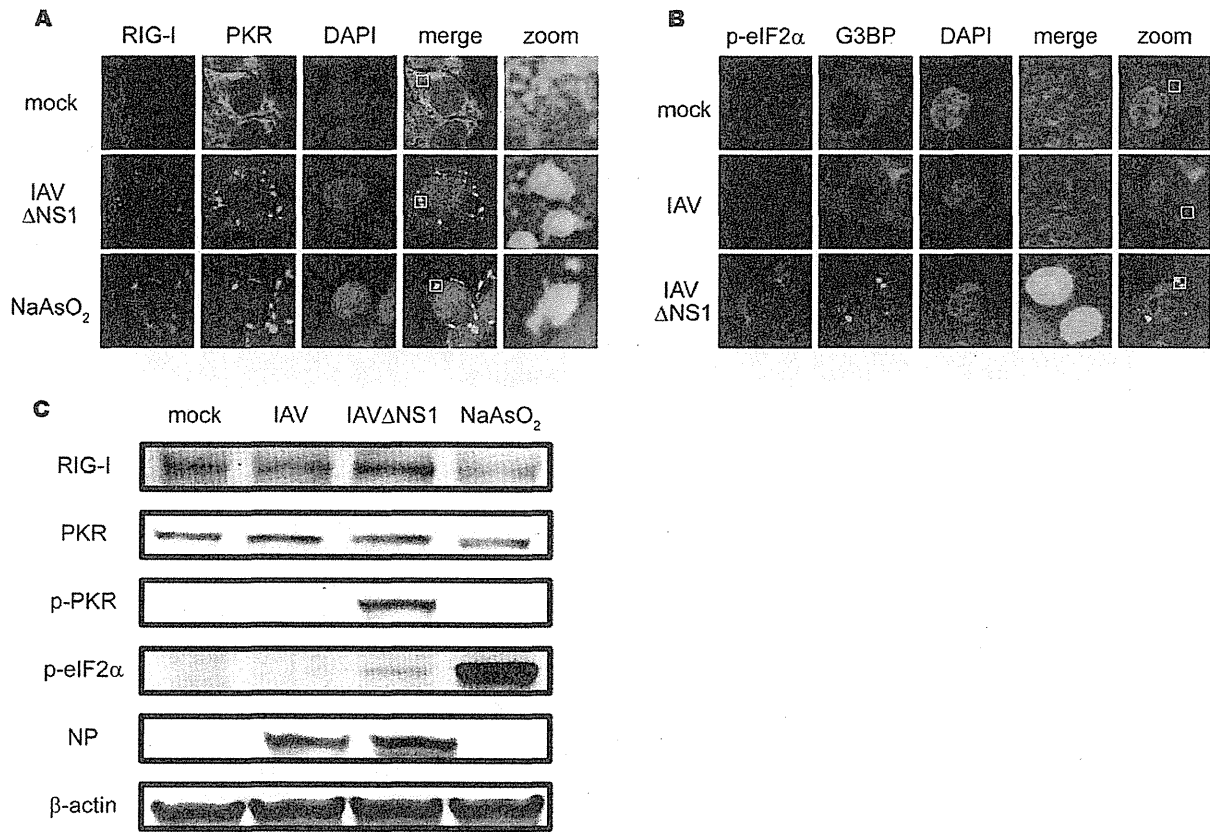 A
RIG-I PKR DAPI merge zoom
mock
IAV
ΔNS1
NaAsO₂
B
p-eIF2α G3BP DAPI merge zoom
mock
IAV
IAV
ΔNS1
C
mock IAV IAVΔNS1 NaAsO₂
RIG-I
PKR
p-PKR
p-eIF2α
NP
β-actin